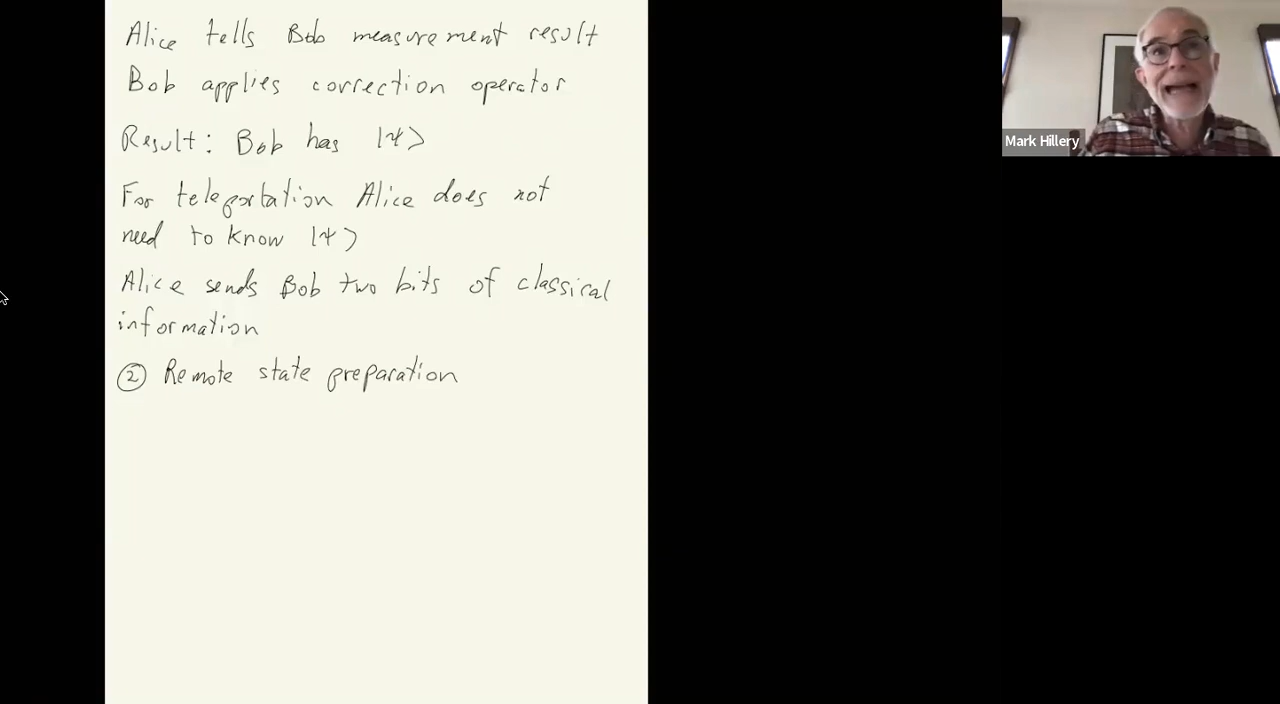 Alice tells Bob measurement result
Bob applies correction operator
Result: Bob has |ψ⟩
For teleportation Alice does not
need to know |ψ⟩
Alice sends Bob two bits of classical
information
② Remote state preparation
Mark Hillery